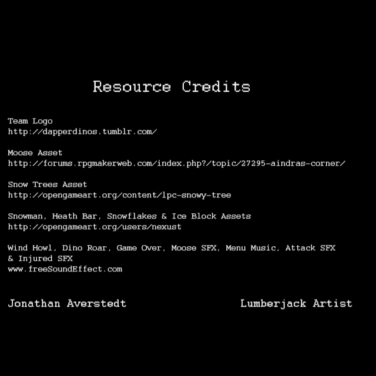 Resource Credits
Team Logo
http://dapperdinos.tumblr.com/
Moose Asset
http://forums.rpgmakerweb.com/index.php?/topic/27295-aindras-corner/
Snow Trees Asset
http://opengameart.org/content/lpc-snowy-tree
Snowman, Heath Bar, Snowflakes & Ice Block Assets
http://opengameart.org/users/nexust
Wind Howl, Dino Roar, Game Over, Moose SFX, Menu Music, Attack SFX
& Injured SFX
www.freeSoundEffect.com
Jonathan Averstedt Lumberjack Artist